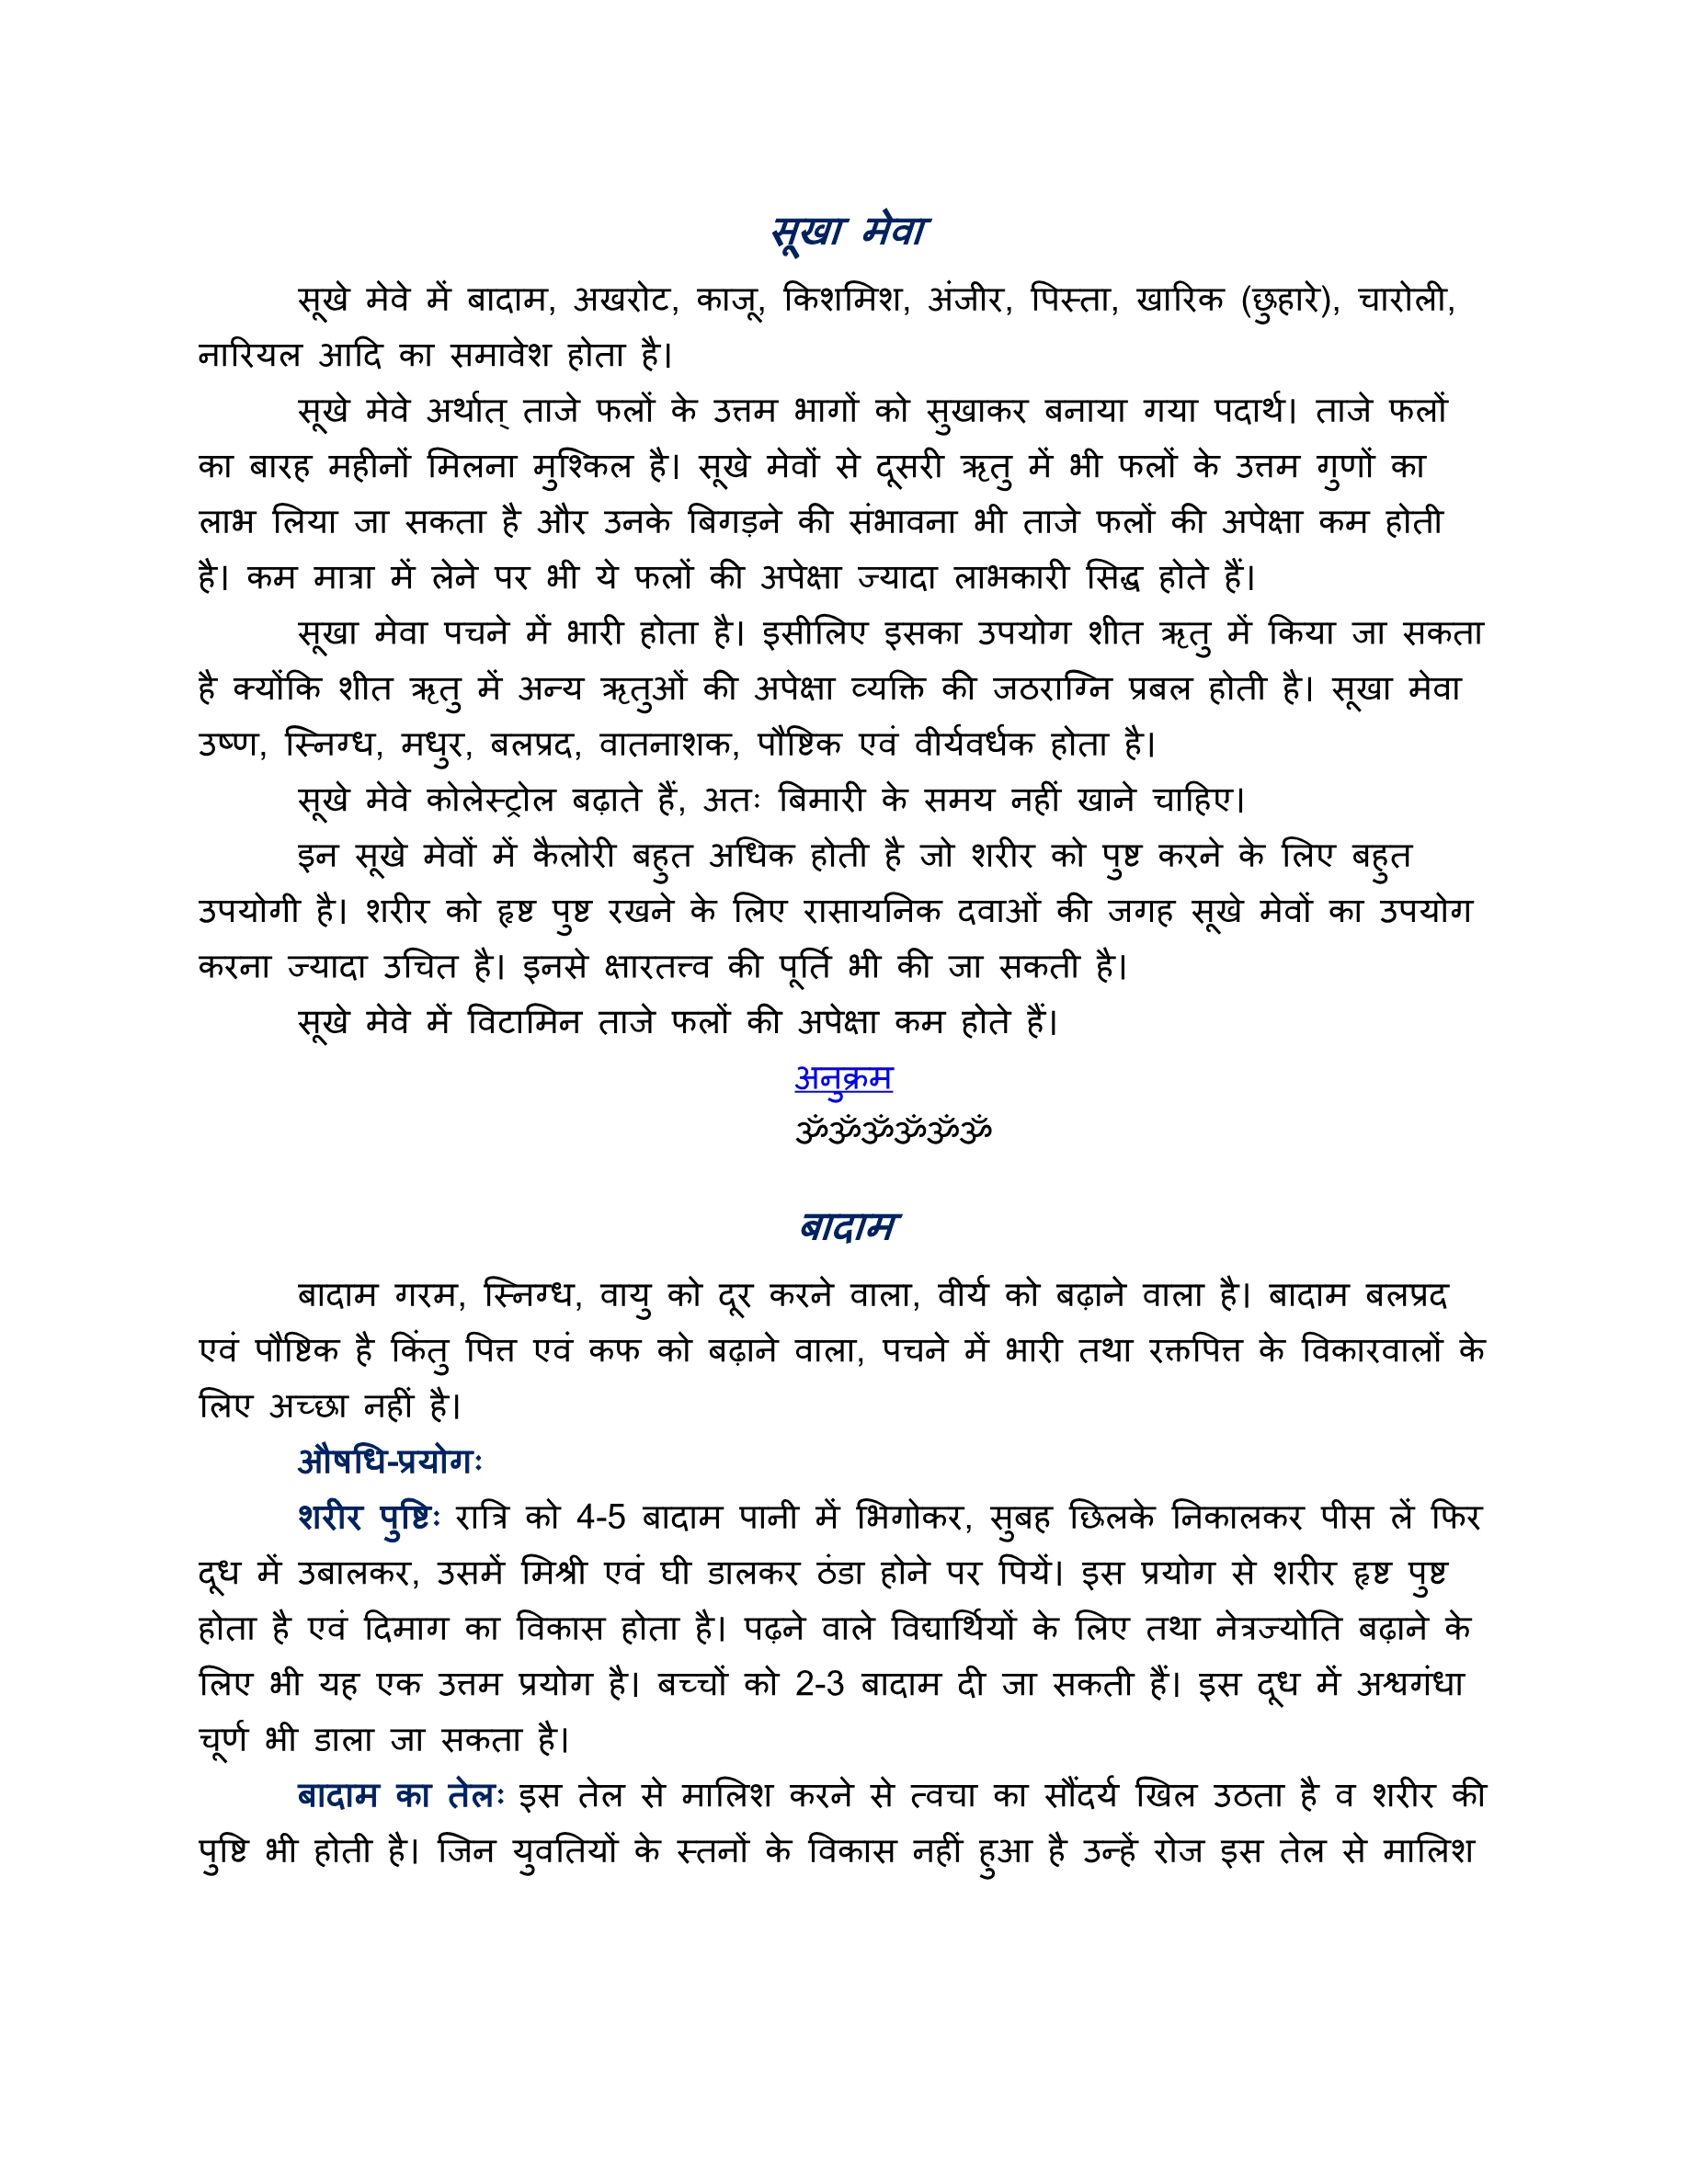 सूखा मेवा
सूखे मेवे में बादाम, अखरोट, काजू, किशमिश, अंजीर, पिस्ता, खारिक (छुहारे), चारोली,
नारियल आदि का समावेश होता है।
सूखे मेवे अर्थात् ताजे फलों के उत्तम भागों को सुखाकर बनाया गया पदार्थ। ताजे फलों
का बारह महीनों मिलना मुश्किल है। सूखे मेवों से दूसरी ऋतु में भी फलों के उत्तम गुणों का
लाभ लिया जा सकता है और उनके बिगड़ने की संभावना भी ताजे फलों की अपेक्षा कम होती
है। कम मात्रा में लेने पर भी ये फलों की अपेक्षा ज्यादा लाभकारी सिद्ध होते हैं।
सूखा मेवा पचने में भारी होता है। इसीलिए इसका उपयोग शीत ऋतु में किया जा सकता
है क्योंकि शीत ऋतु में अन्य ऋतुओं की अपेक्षा व्यक्ति की जठराग्नि प्रबल होती है। सूखा मेवा
उष्ण, स्निग्ध, मधुर, बलप्रद, वातनाशक, पौष्टिक एवं वीर्यवर्धक होता है।
सूखे मेवे कोलेस्ट्रोल बढ़ाते हैं, अतः बिमारी के समय नहीं खाने चाहिए।
इन सूखे मेवों में कैलोरी बहुत अधिक होती है जो शरीर को पुष्ट करने के लिए बहुत
उपयोगी है। शरीर को हृष्ट पुष्ट रखने के लिए रासायनिक दवाओं की जगह सूखे मेवों का उपयोग
करना ज्यादा उचित है। इनसे क्षारतत्त्व की पूर्ति भी की जा सकती है।
सूखे मेवे में विटामिन ताजे फलों की अपेक्षा कम होते हैं।
अनुक्रम
ॐॐॐॐॐॐ
बादाम
बादाम गरम, स्निग्ध, वायु को दूर करने वाला, वीर्य को बढ़ाने वाला है। बादाम बलप्रद
एवं पौष्टिक है किंतु पित्त एवं कफ को बढ़ाने वाला, पचने में भारी तथा रक्तपित्त के विकारवालों के
लिए अच्छा नहीं है।
औषधि-प्रयोगः
शरीर पुष्टिः रात्रि को 4-5 बादाम पानी में भिगोकर, सुबह छिलके निकालकर पीस लें फिर
दूध में उबालकर, उसमें मिश्री एवं घी डालकर ठंडा होने पर पियें। इस प्रयोग से शरीर हृष्ट पुष्ट
होता है एवं दिमाग का विकास होता है। पढ़ने वाले विद्यार्थियों के लिए तथा नेत्रज्योति बढ़ाने के
लिए भी यह एक उत्तम प्रयोग है। बच्चों को 2-3 बादाम दी जा सकती हैं। इस दूध में अश्वगंधा
चूर्ण भी डाला जा सकता है।
बादाम का तेलः इस तेल से मालिश करने से त्वचा का सौंदर्य खिल उठता है व शरीर की
पुष्टि भी होती है। जिन युवतियों के स्तनों के विकास नहीं हुआ है उन्हें रोज इस तेल से मालिश